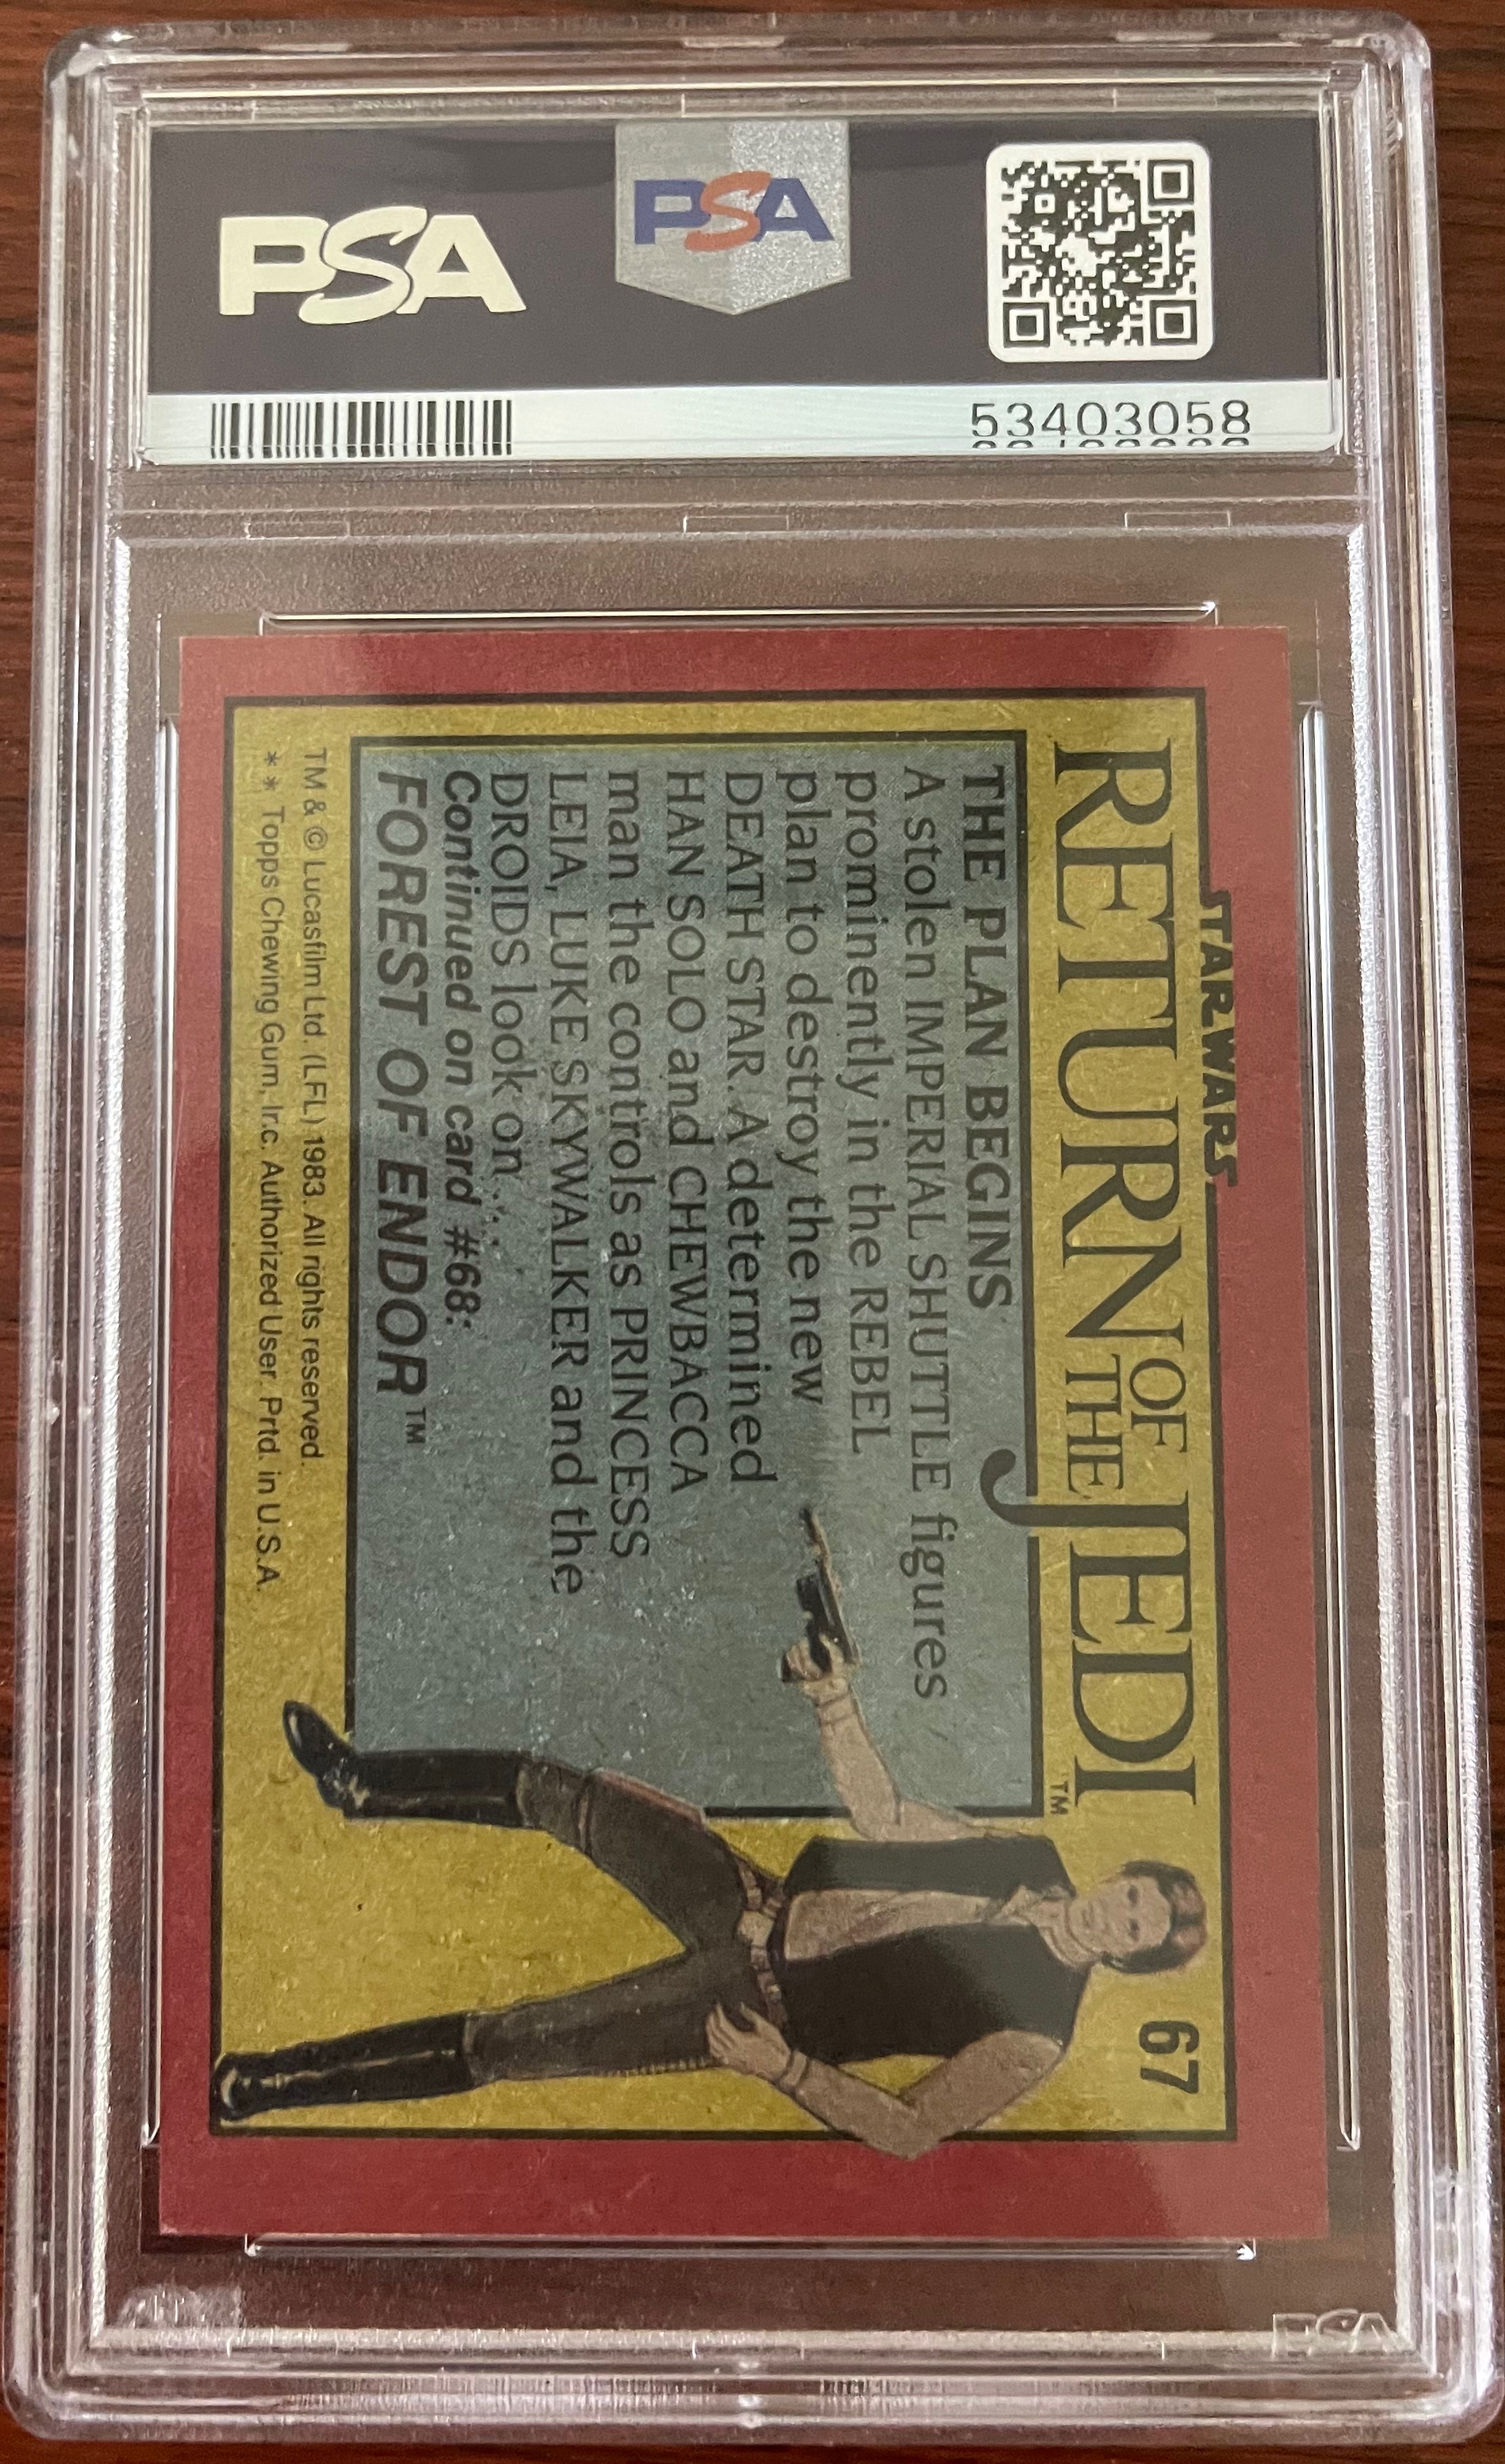 PSA
PSA
53403058
STAR WARS
RETURN OF THE JEDI™
67
THE PLAN BEGINS
A stolen IMPERIAL SHUTTLE figures
prominently in the REBEL
plan to destroy the new
DEATH STAR. A determined
HAN SOLO and CHEWBACCA
man the controls as PRINCESS
LEIA, LUKE SKYWALKER and the
DROIDS look on . . .
Continued on card #68:
FOREST OF ENDOR™
TM & © Lucasfilm Ltd. (LFL) 1983. All rights reserved.
* * Topps Chewing Gum, Inc. Authorized User. Prtd. in U.S.A.
PSA